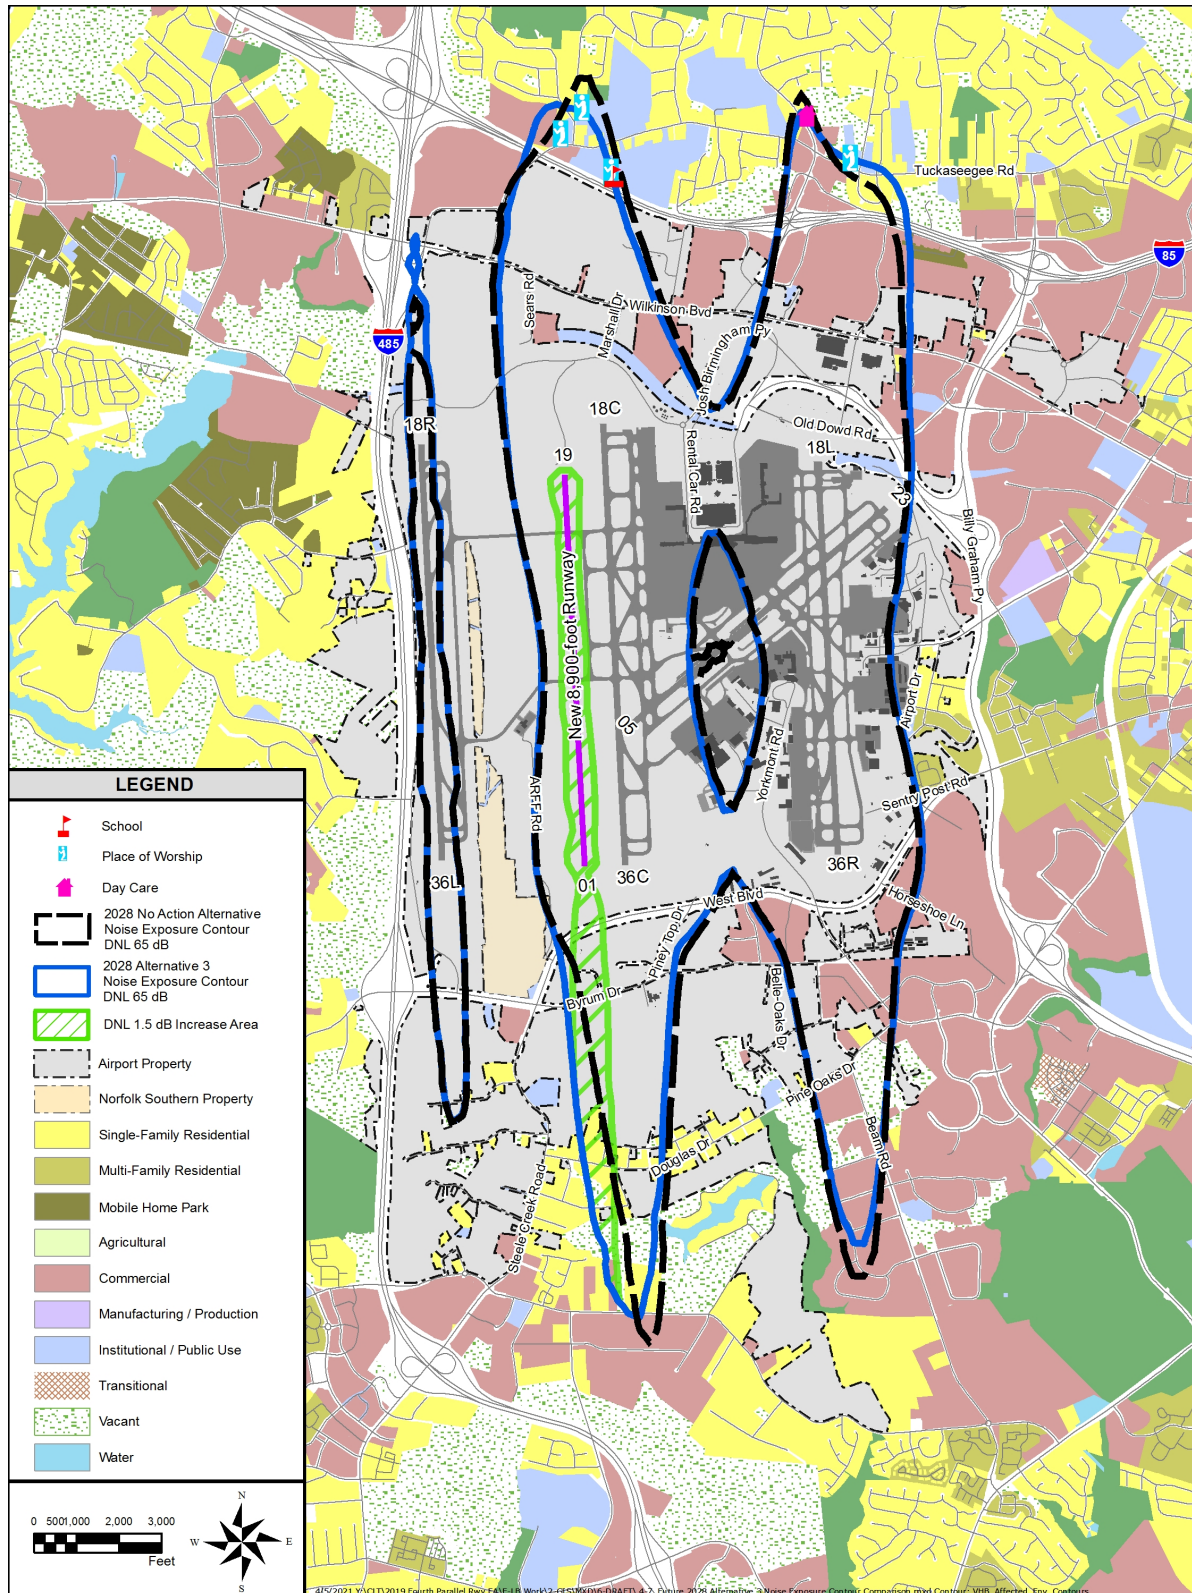 Tuckaseegee Rd
85
Sears Rd
Marshall Dr
Wilkinson Blvd
Josh Birmingham Py
485
18R
18C
Old Dowd Rd
18L
19
Rental Car Rd
23
Billy Graham Py
New 8,900-foot Runway
05
Airport Dr
Yorkmont Rd
Sentry Post Rd
AREF Rd
36L
01
36C
36R
West Blvd
Horseshoe Ln
Piney Top Dr
Byrum Dr
Belle-Oaks Dr
Pine Oaks Dr
Beam Rd
Douglas Dr
Steele Creek Road
LEGEND
School
Place of Worship
Day Care
2028 No Action Alternative
Noise Exposure Contour
DNL 65 dB
2028 Alternative 3
Noise Exposure Contour
DNL 65 dB
DNL 1.5 dB Increase Area
Airport Property
Norfolk Southern Property
Single-Family Residential
Multi-Family Residential
Mobile Home Park
Agricultural
Commercial
Manufacturing / Production
Institutional / Public Use
Transitional
Vacant
Water
0 500 1,000 2,000 3,000
Feet
N
W E
S